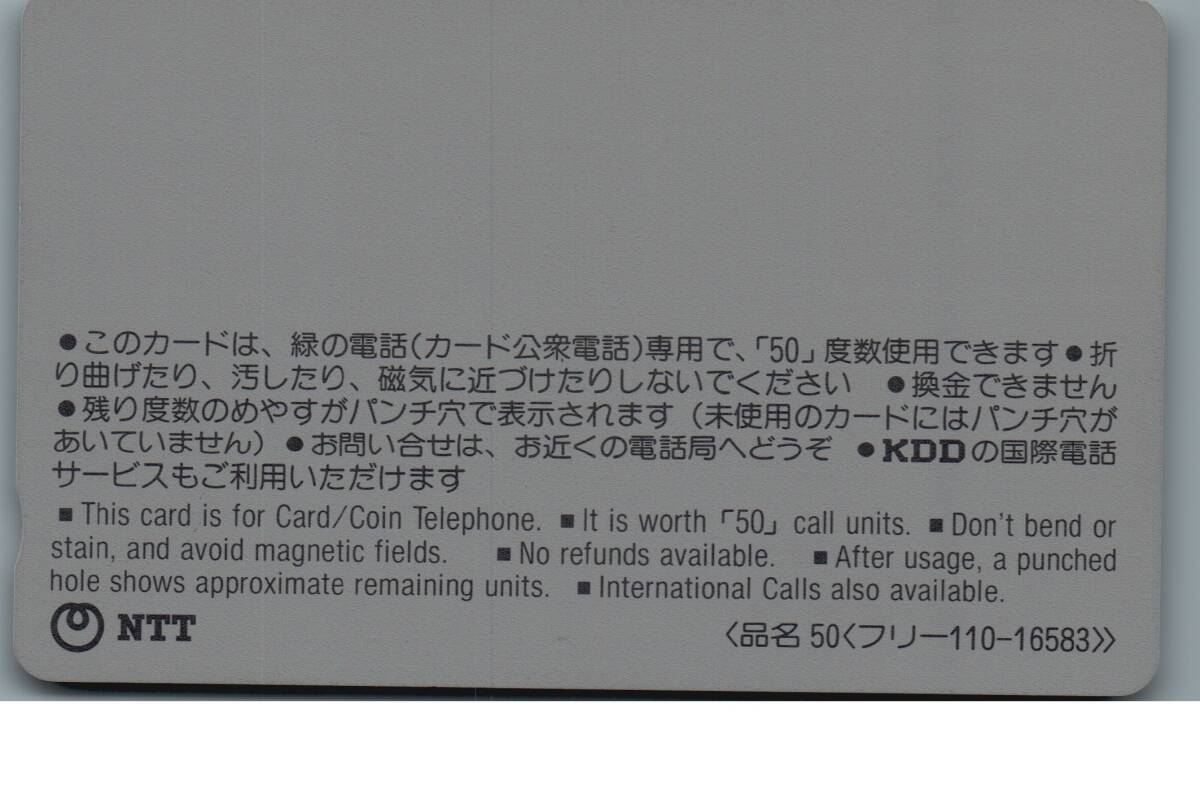 ●このカードは、緑の電話(カード公衆電話)専用で、「50」度数使用できます●折
り曲げたり、汚したり、磁気に近づけたりしないでください ●換金できません
●残り度数のめやすがパンチ穴で表示されます(未使用のカードにはパンチ穴が
あいていません)●お問い合せは、お近くの電話局へどうぞ ●KDDの国際電話
サービスもご利用いただけます
■This card is for Card/Coin Telephone. ■It is worth「50」call units. ■Don't bend or
stain, and avoid magnetic fields. ■No refunds available. ■After usage, a punched
hole shows approximate remaining units. ■International Calls also available.
NTT 〈品名 50〈フリー110-16583〉〉